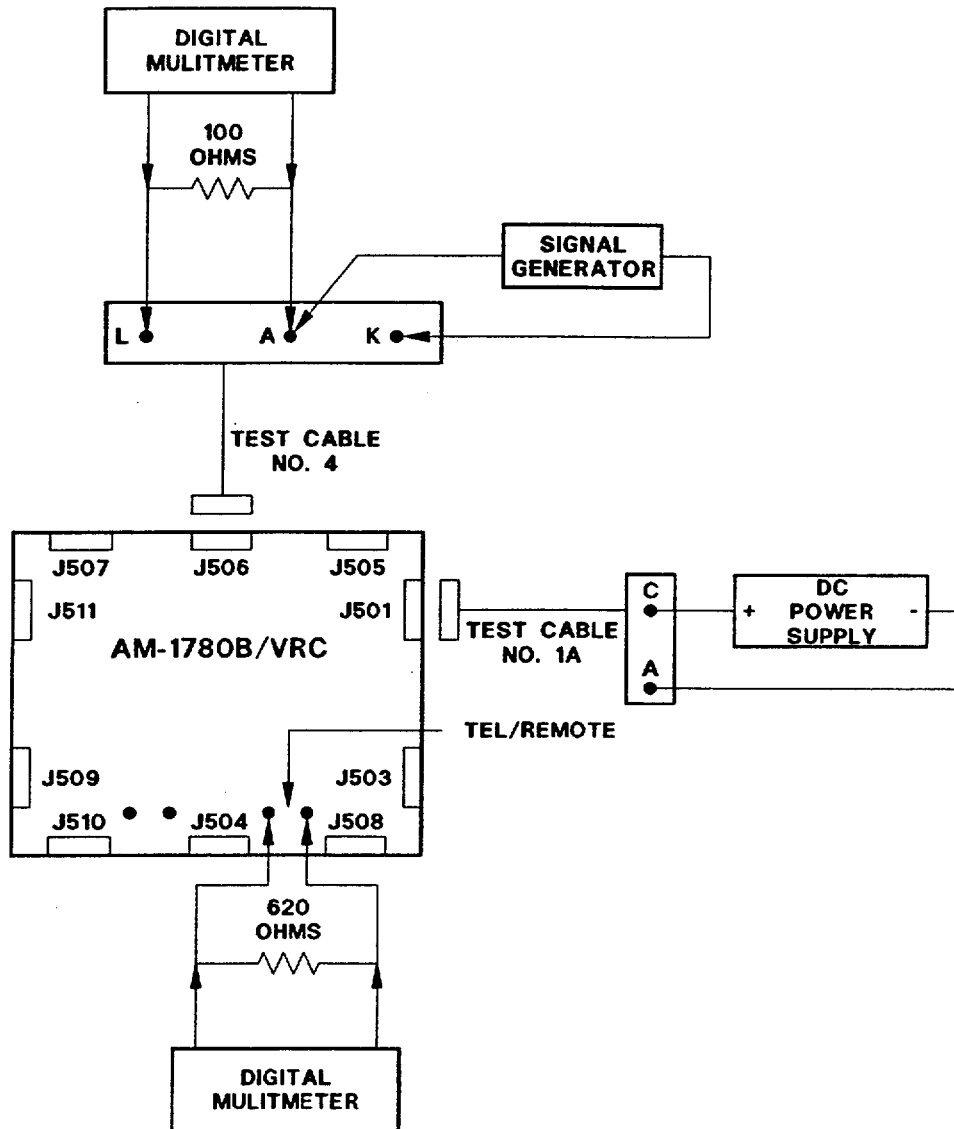 DIGITAL
MULITMETER
100
OHMS
SIGNAL
GENERATOR
L
A
K
TEST CABLE
NO. 4
J507
J506
J505
J511
J501
AM-1780B/VRC
TEST CABLE
NO. 1A
C
A
+
DC
POWER
SUPPLY
-
TEL/REMOTE
J509
J503
J510
J504
J508
620
OHMS
DIGITAL
MULITMETER